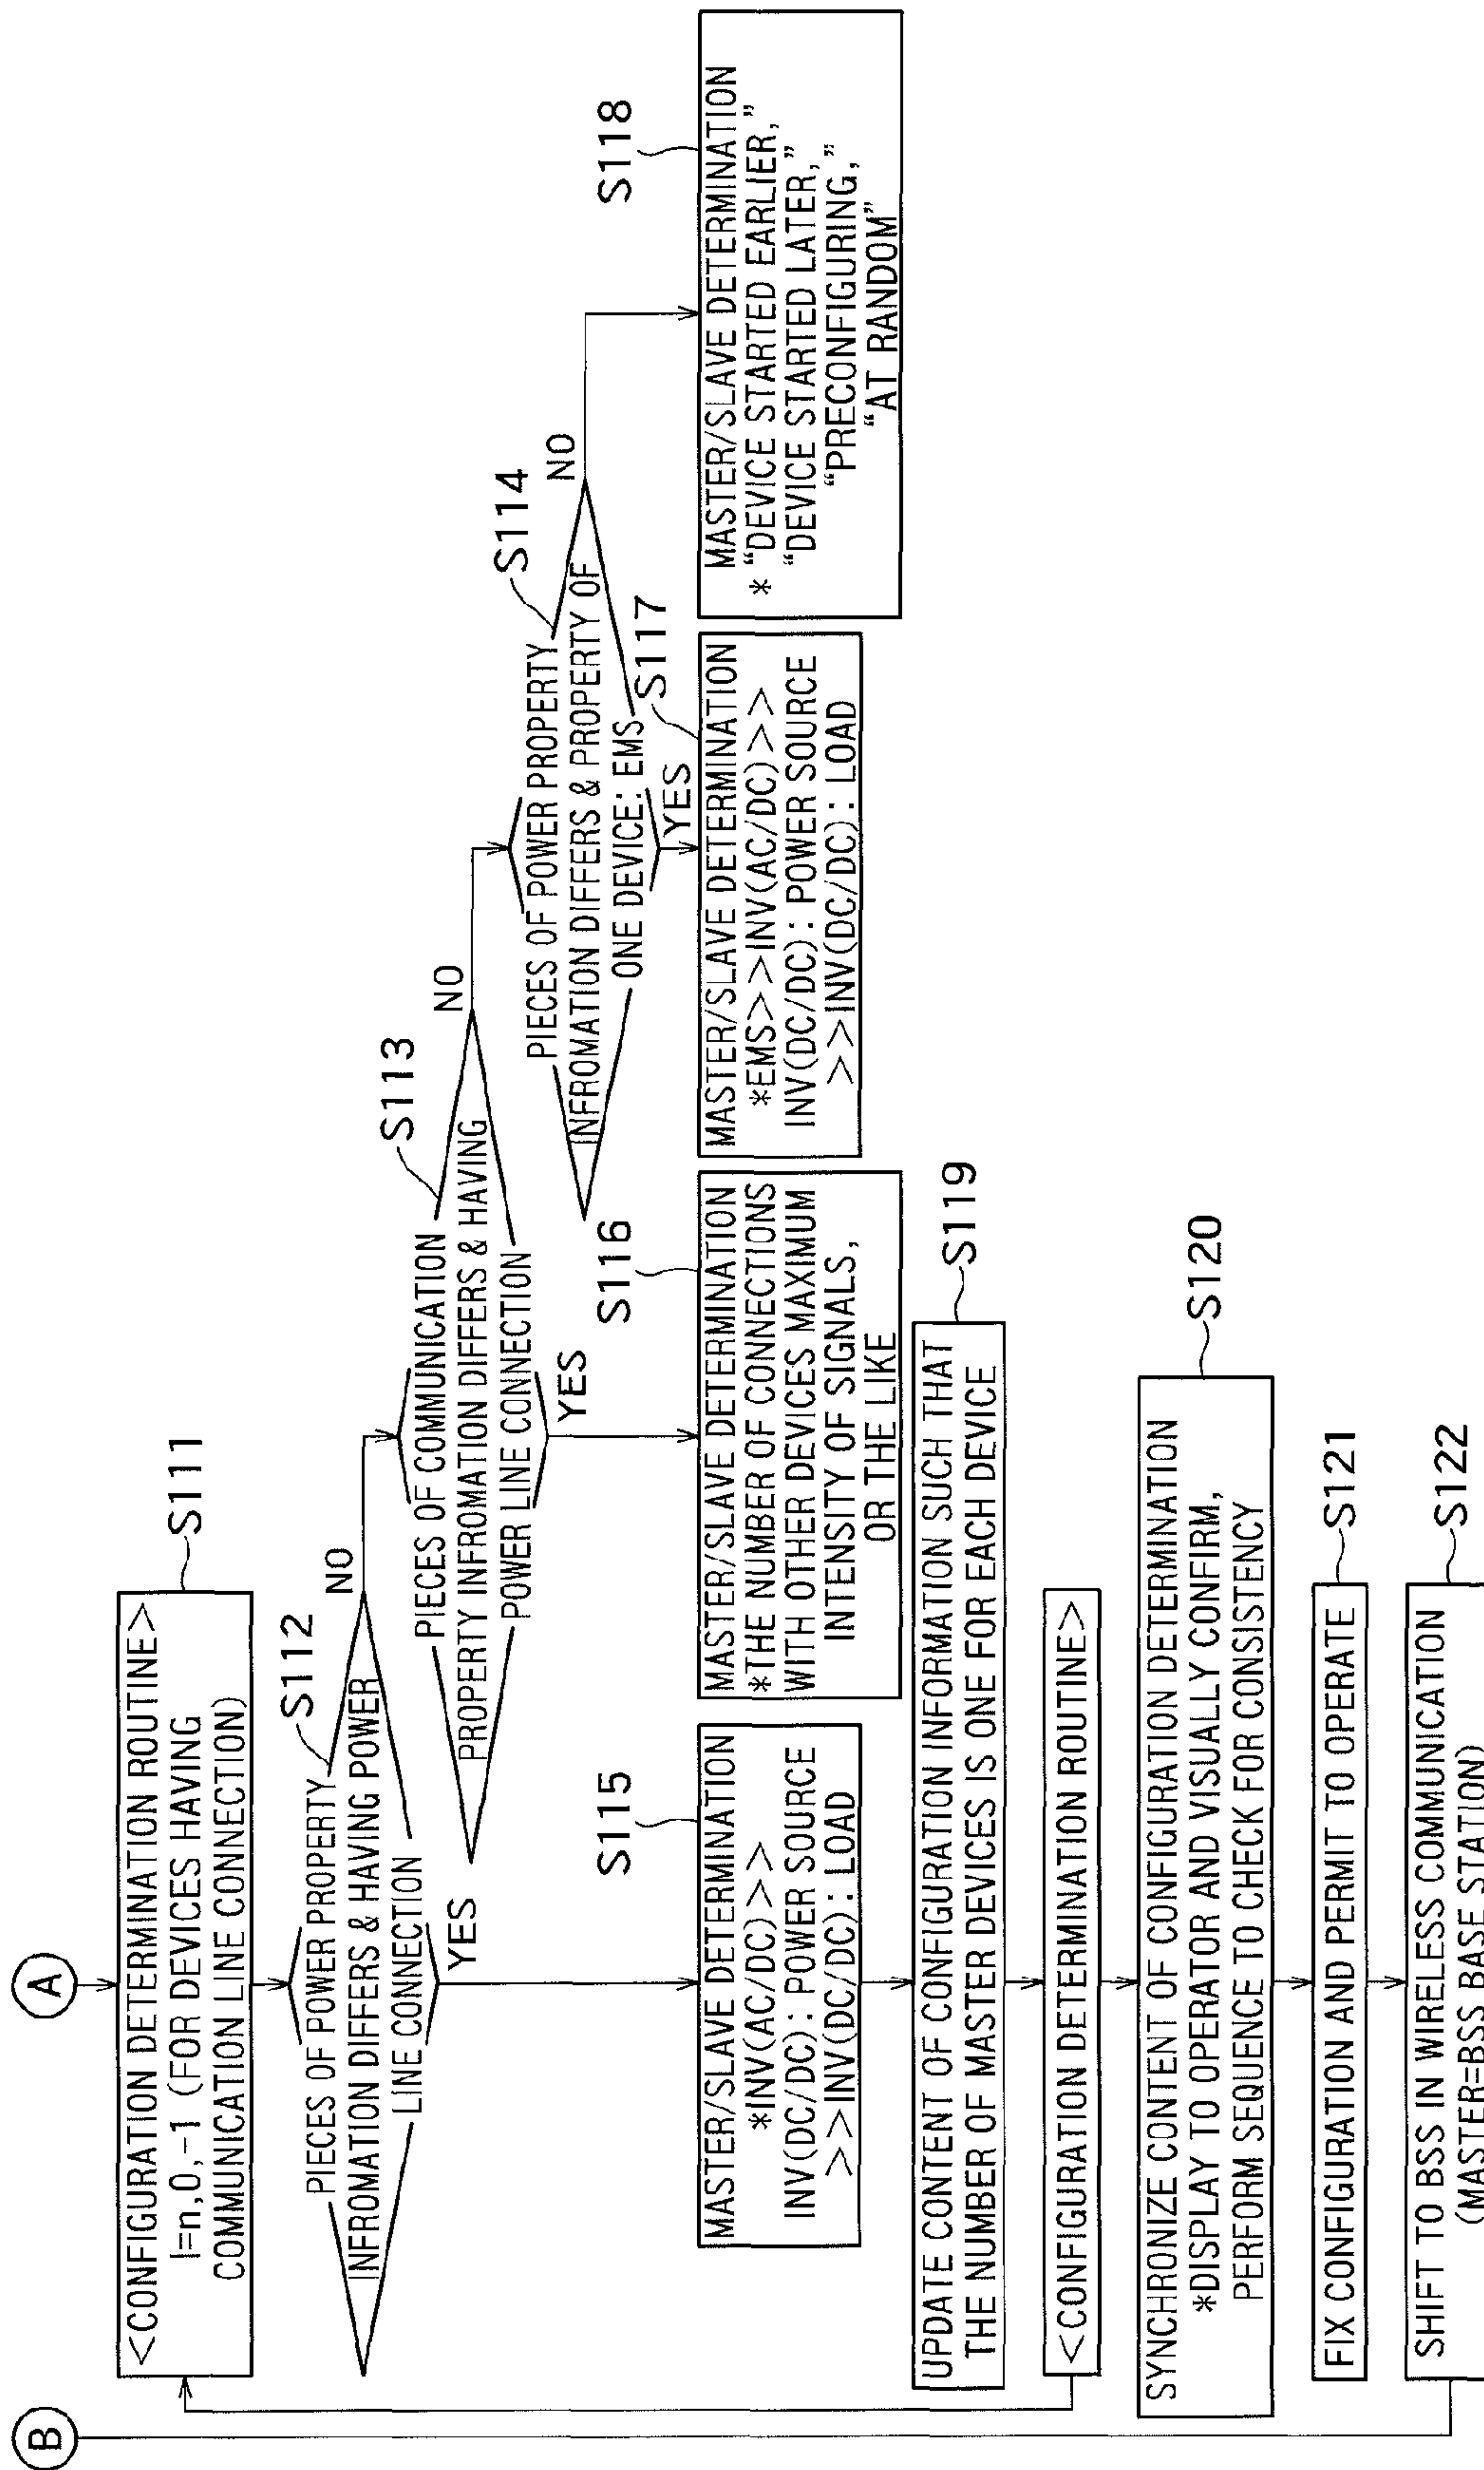 A
B
<CONFIGURATION DETERMINATION ROUTINE>
I=n,0,-1 (FOR DEVICES HAVING
COMMUNICATION LINE CONNECTION)
S111
PIECES OF POWER PROPERTY
INFROMATION DIFFERS & HAVING POWER
LINE CONNECTION
S112
NO
YES
PIECES OF COMMUNICATION
PROPERTY INFROMATION DIFFERS & HAVING
POWER LINE CONNECTION
S113
NO
YES
PIECES OF POWER PROPERTY
INFROMATION DIFFERS & PROPERTY OF
ONE DEVICE: EMS
S114
NO
YES
S115
MASTER/SLAVE DETERMINATION
*INV(AC/DC)>>
INV(DC/DC): POWER SOURCE
>>INV(DC/DC): LOAD
S116
MASTER/SLAVE DETERMINATION
*THE NUMBER OF CONNECTIONS
WITH OTHER DEVICES MAXIMUM
INTENSITY OF SIGNALS,
OR THE LIKE
S117
MASTER/SLAVE DETERMINATION
*EMS>>INV(AC/DC)>>
INV(DC/DC): POWER SOURCE
>>INV(DC/DC): LOAD
S118
MASTER/SLAVE DETERMINATION
* “DEVICE STARTED EARLIER,”
“DEVICE STARTED LATER,”
“PRECONFIGURING,”
“AT RANDOM”
UPDATE CONTENT OF CONFIGURATION INFORMATION SUCH THAT
THE NUMBER OF MASTER DEVICES IS ONE FOR EACH DEVICE
S119
<CONFIGURATION DETERMINATION ROUTINE>
SYNCHRONIZE CONTENT OF CONFIGURATION DETERMINATION
*DISPLAY TO OPERATOR AND VISUALLY CONFIRM,
PERFORM SEQUENCE TO CHECK FOR CONSISTENCY
S120
FIX CONFIGURATION AND PERMIT TO OPERATE
S121
SHIFT TO BSS IN WIRELESS COMMUNICATION
(MASTER=BSS BASE STATION)
S122